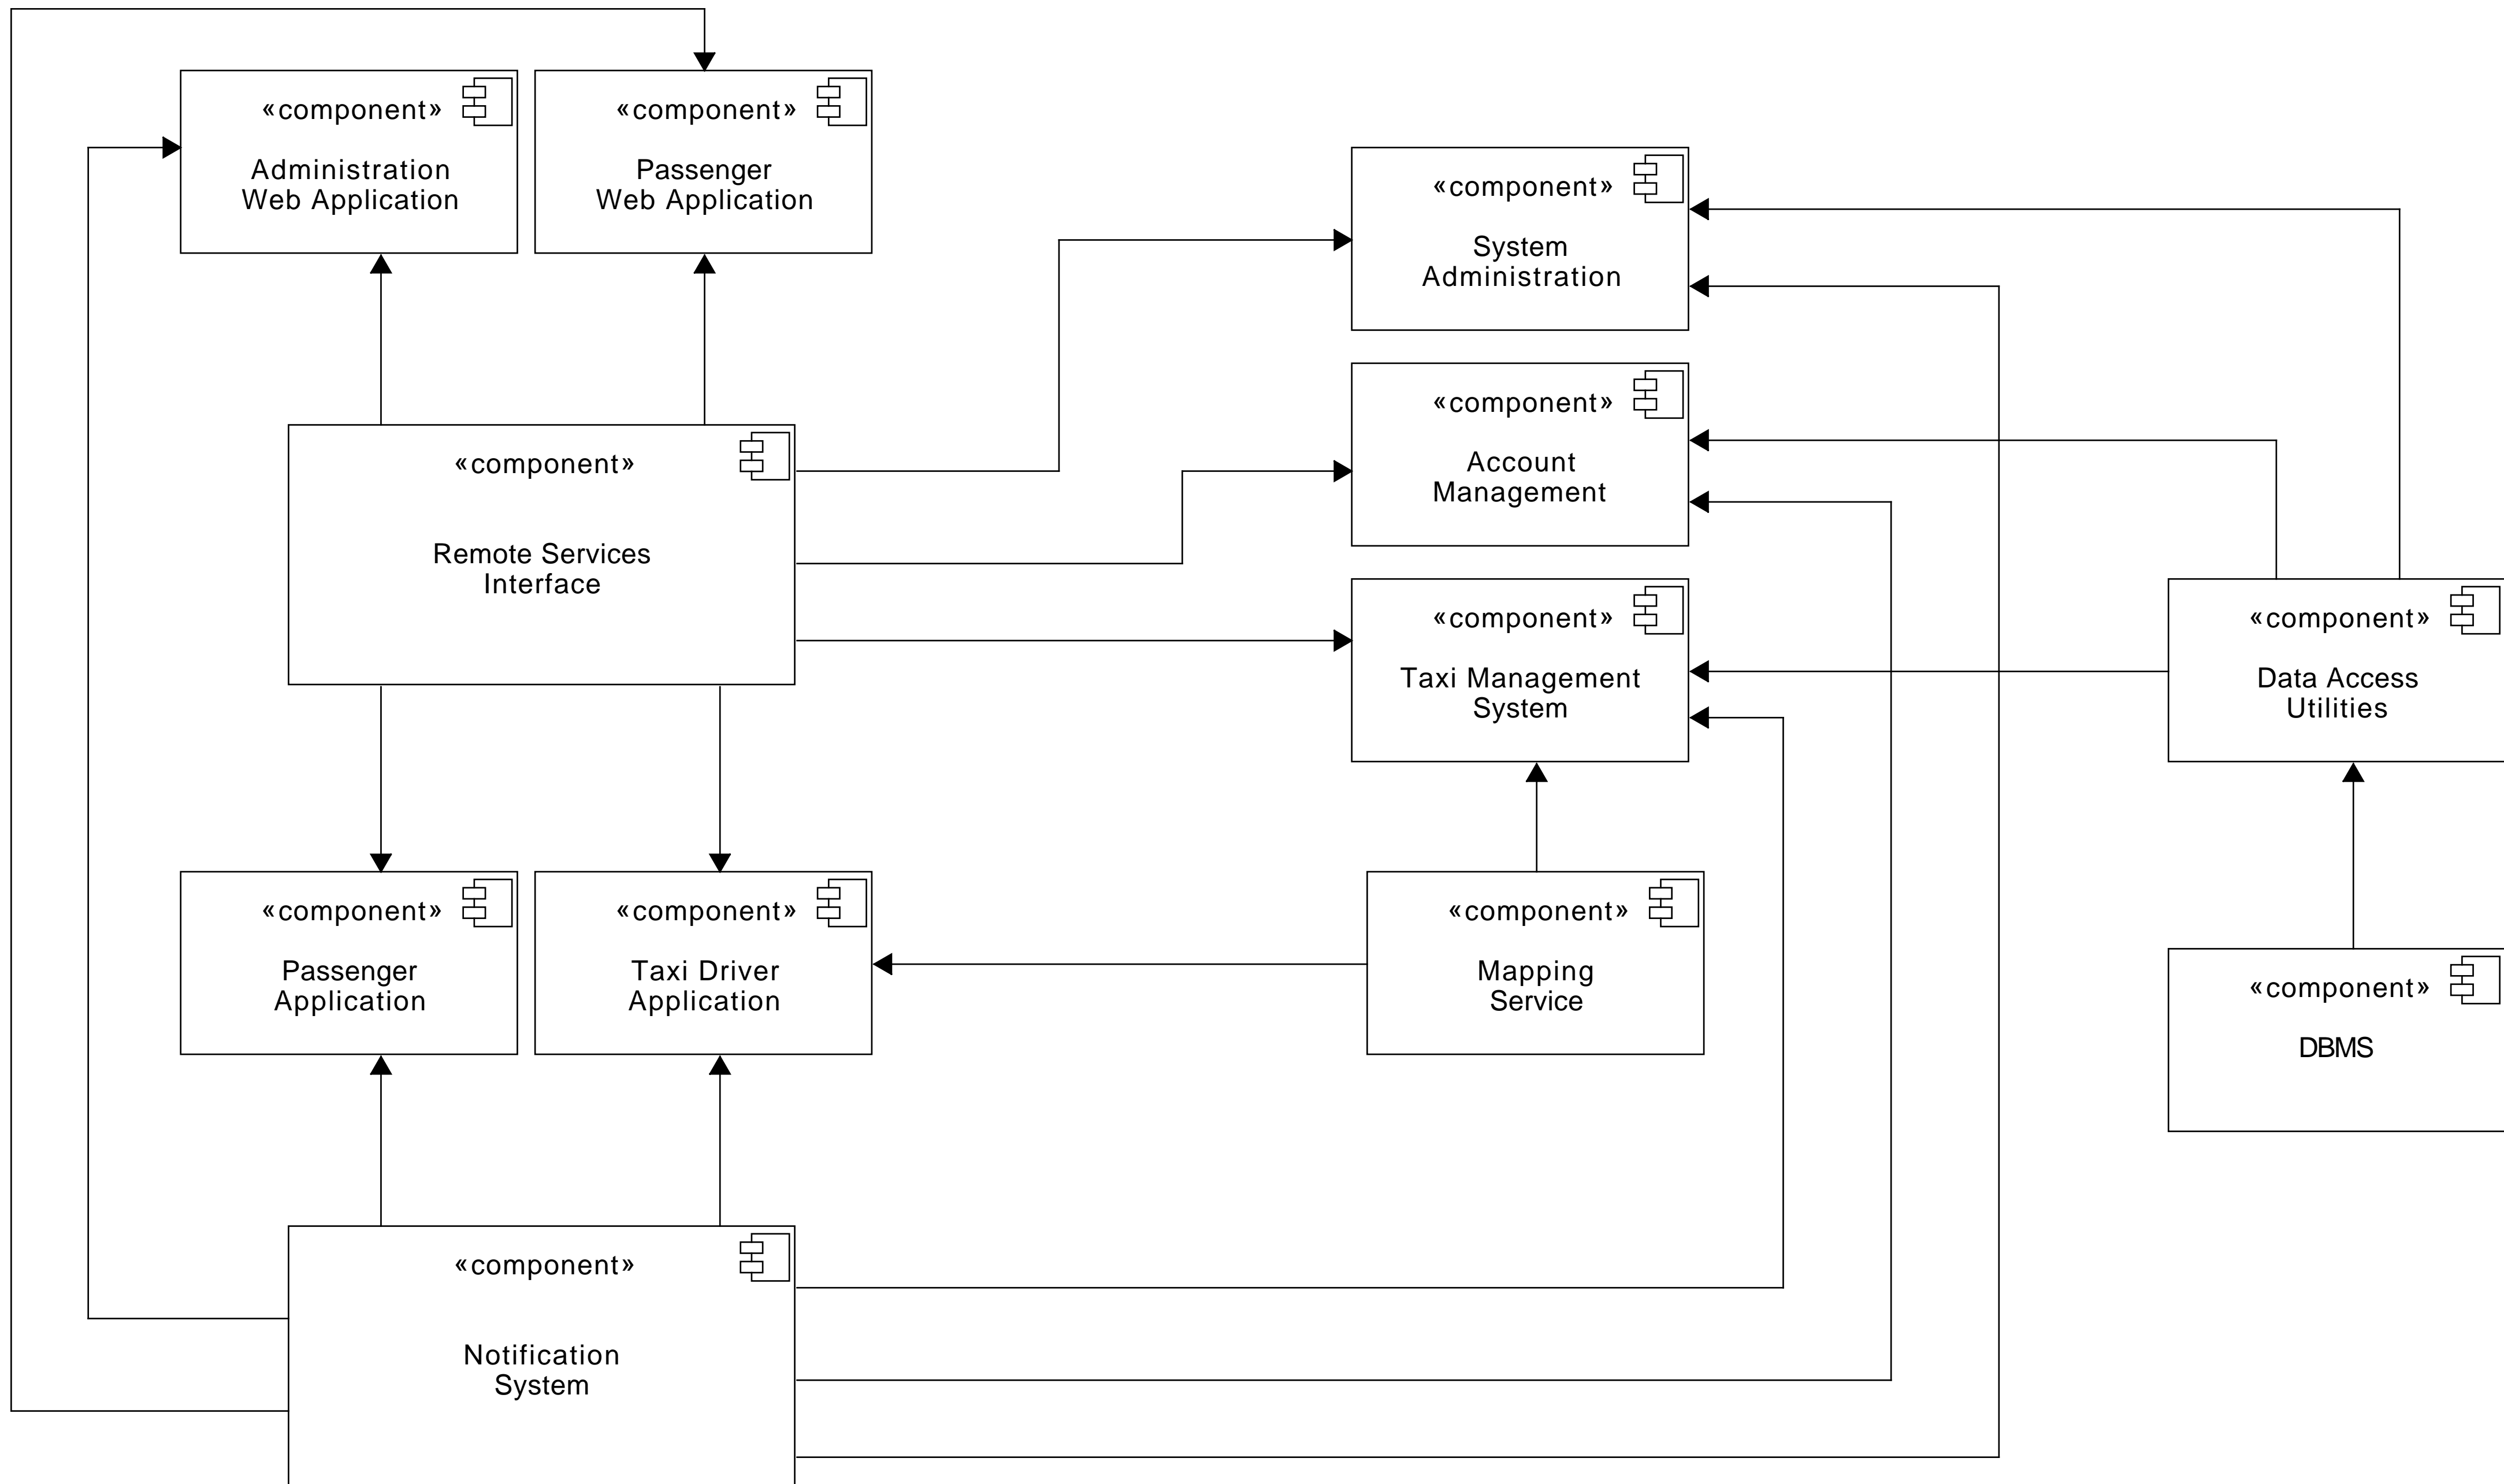 «component»
Administration
Web Application
«component»
Passenger
Web Application
«component»
System
Administration
«component»
Account
Management
«component»
Remote Services
Interface
«component»
Taxi Management
System
«component»
Data Access
Utilities
«component»
Passenger
Application
«component»
Taxi Driver
Application
«component»
Mapping
Service
«component»
DBMS
«component»
Notification
System